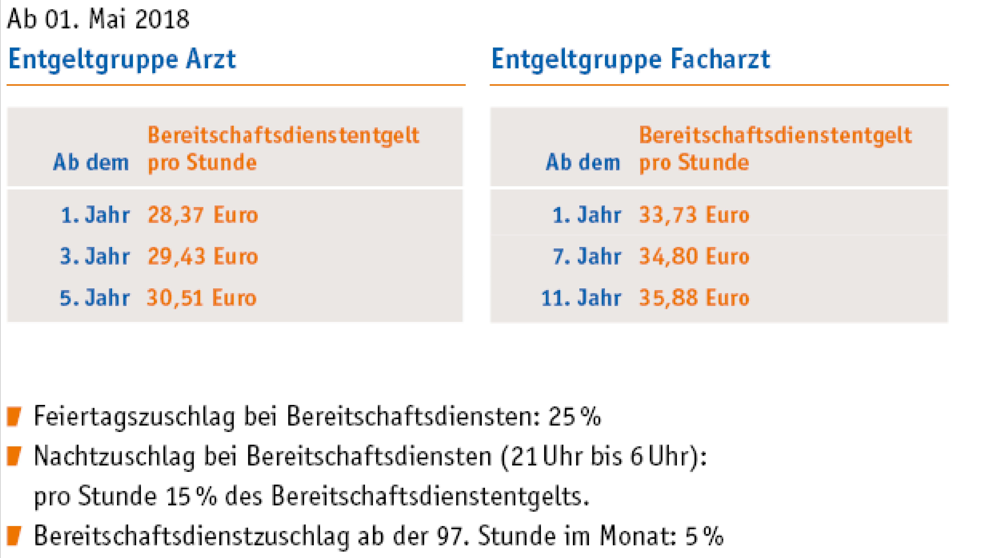 Ab 01. Mai 2018
Entgeltgruppe Arzt
Bereitschaftsdienstentgelt
Ab dem pro Stunde
1. Jahr 28,37 Euro
3. Jahr 29,43 Euro
5. Jahr 30,51 Euro
Entgeltgruppe Facharzt
Bereitschaftsdienstentgelt
Ab dem pro Stunde
1. Jahr 33,73 Euro
7. Jahr 34,80 Euro
11. Jahr 35,88 Euro
Feiertagszuschlag bei Bereitschaftsdiensten: 25 %
Nachtzuschlag bei Bereitschaftsdiensten (21 Uhr bis 6 Uhr):
pro Stunde 15 % des Bereitschaftsdienstentgelts.
Bereitschaftsdienstzuschlag ab der 97. Stunde im Monat: 5 %